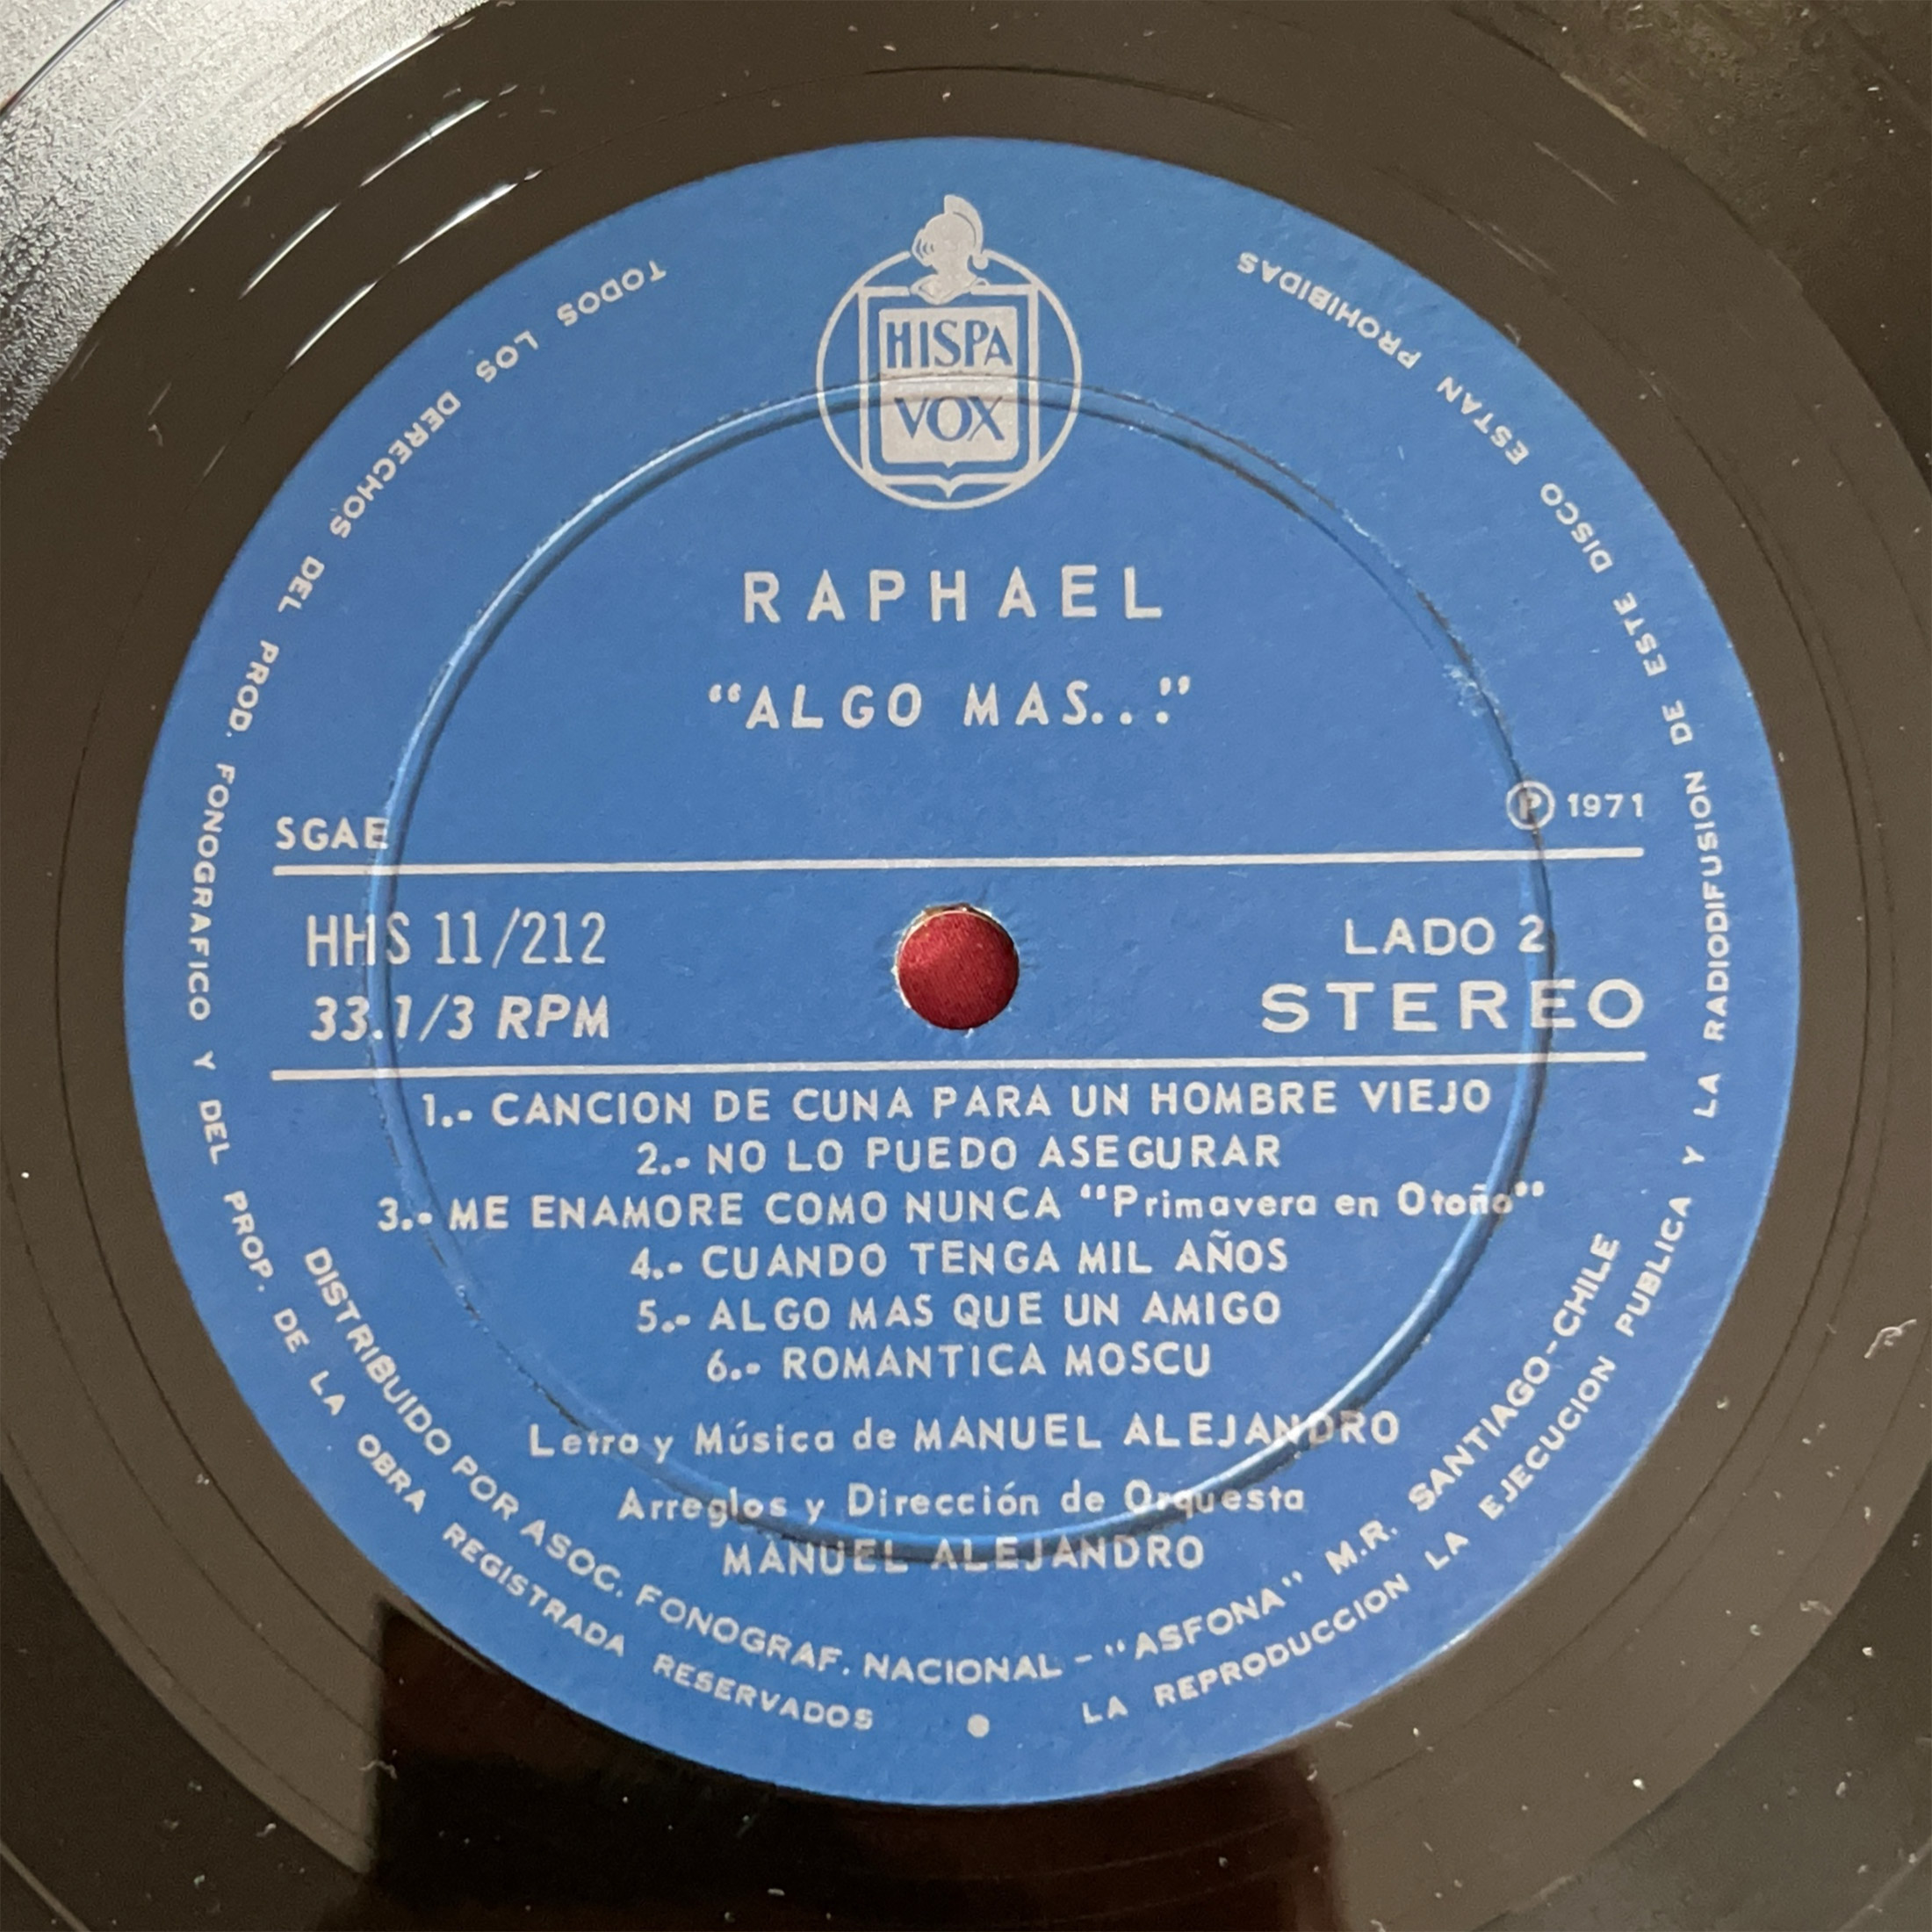 HISPA
VOX
RAPHAEL
“ALGO MAS...”
SGAE
Ⓟ 1971
HHS 11/212
33.1/3 RPM
LADO 2
STEREO
1.- CANCION DE CUNA PARA UN HOMBRE VIEJO
2.- NO LO PUEDO ASEGURAR
3.- ME ENAMORE COMO NUNCA “Primavera en Otoño”
4.- CUANDO TENGA MIL AÑOS
5.- ALGO MAS QUE UN AMIGO
6.- ROMANTICA MOSCU
Letra y Música de MANUEL ALEJANDRO
Arreglos y Dirección de Orquesta
MANUEL ALEJANDRO
DISTRIBUIDO POR ASOC. FONOGRAF. NACIONAL - "ASFONA" M.R. SANTIAGO-CHILE
TODOS LOS DERECHOS DEL PROD. FONOGRAFICO Y DEL PROP. DE LA OBRA REGISTRADA RESERVADOS • LA REPRODUCCION LA EJECUCION PUBLICA Y LA RADIODIFUSION DE ESTE DISCO ESTAN PROHIBIDAS